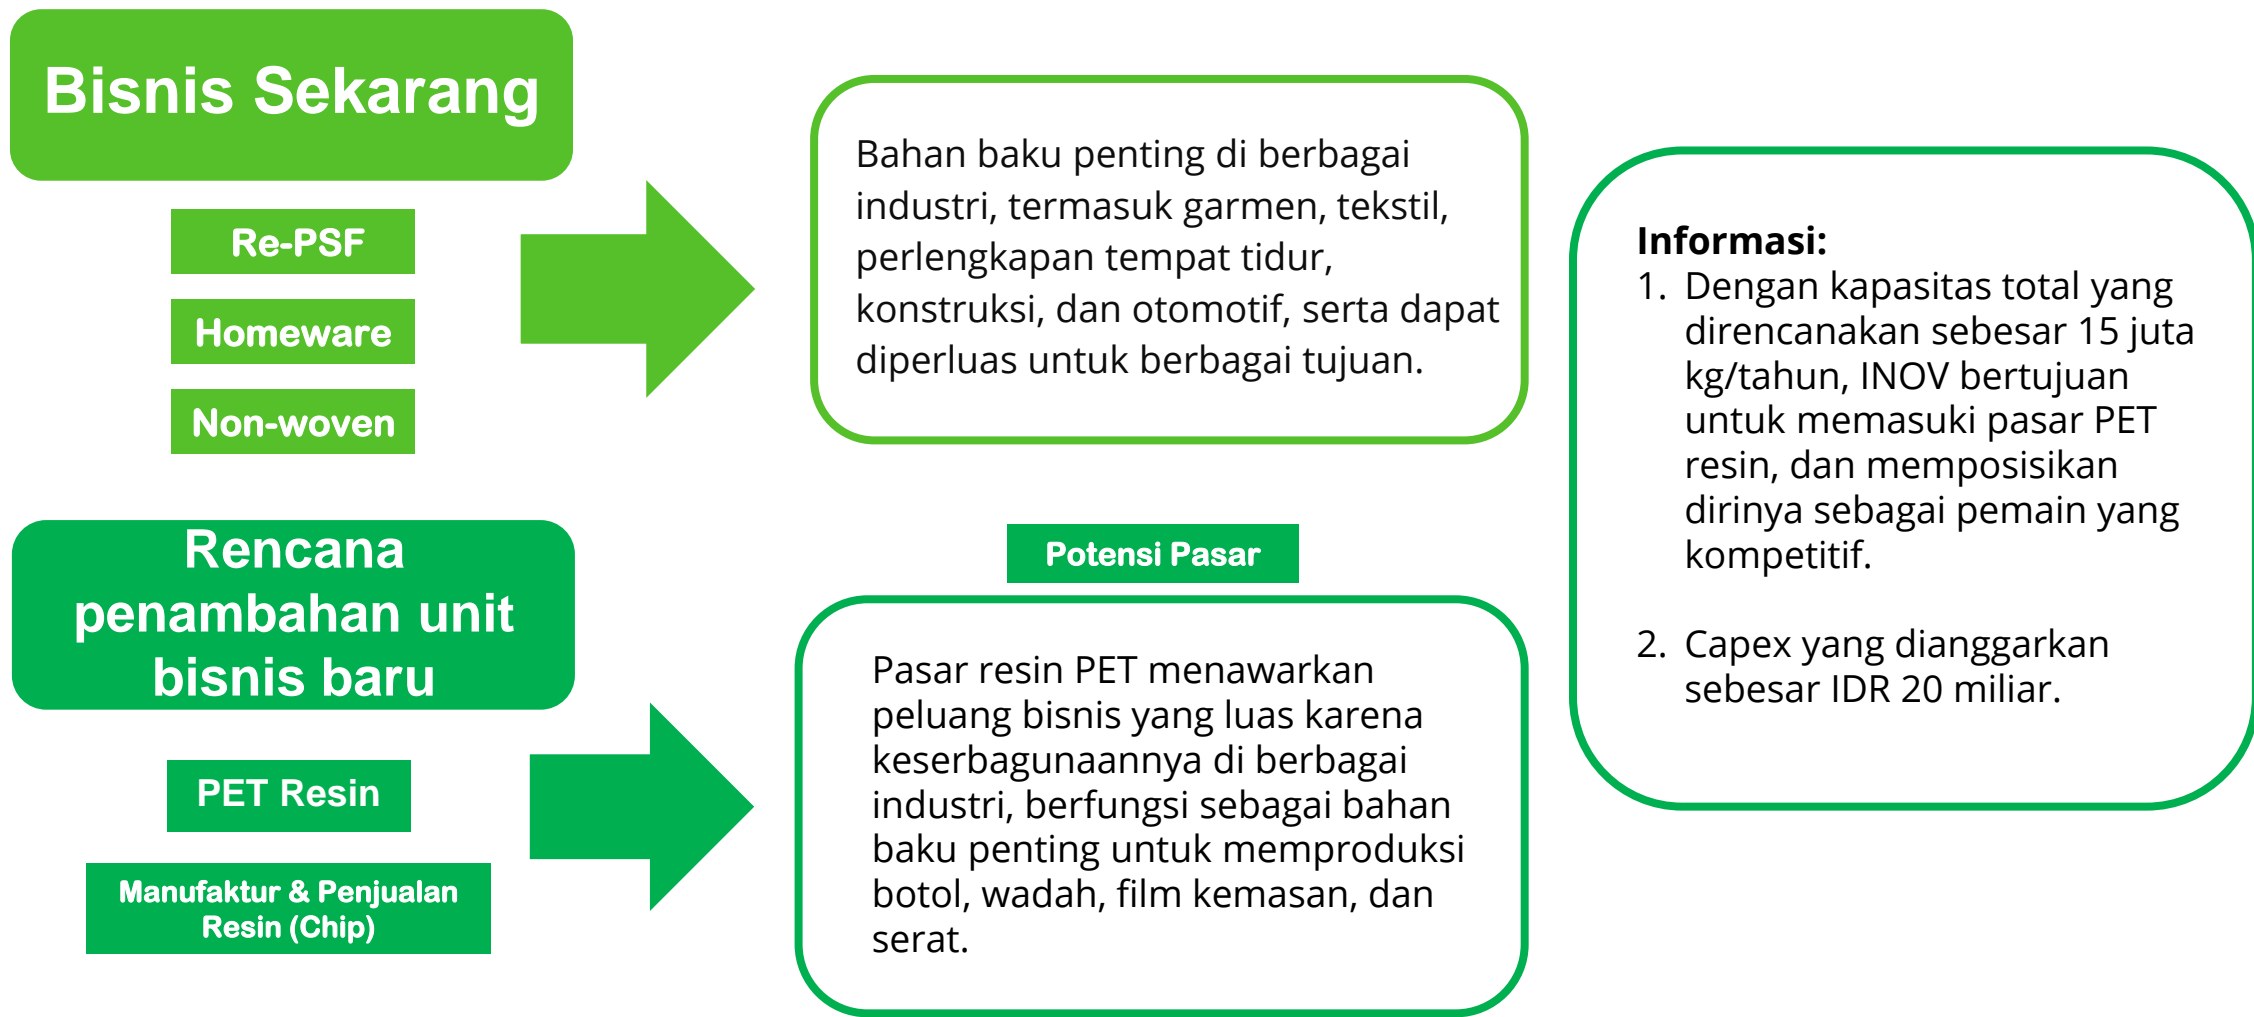 Bisnis Sekarang
Re-PSF
Homeware
Non-woven
Bahan baku penting di berbagai
industri, termasuk garmen, tekstil,
perlengkapan tempat tidur,
konstruksi, dan otomotif, serta dapat
diperluas untuk berbagai tujuan.
Rencana
penambahan unit
bisnis baru
PET Resin
Manufaktur & Penjualan
Resin (Chip)
Potensi Pasar
Pasar resin PET menawarkan
peluang bisnis yang luas karena
keserbagunaannya di berbagai
industri, berfungsi sebagai bahan
baku penting untuk memproduksi
botol, wadah, film kemasan, dan
serat.
Informasi:
1. Dengan kapasitas total yang
direncanakan sebesar 15 juta
kg/tahun, INOV bertujuan
untuk memasuki pasar PET
resin, dan memposisikan
dirinya sebagai pemain yang
kompetitif.
2. Capex yang dianggarkan
sebesar IDR 20 miliar.